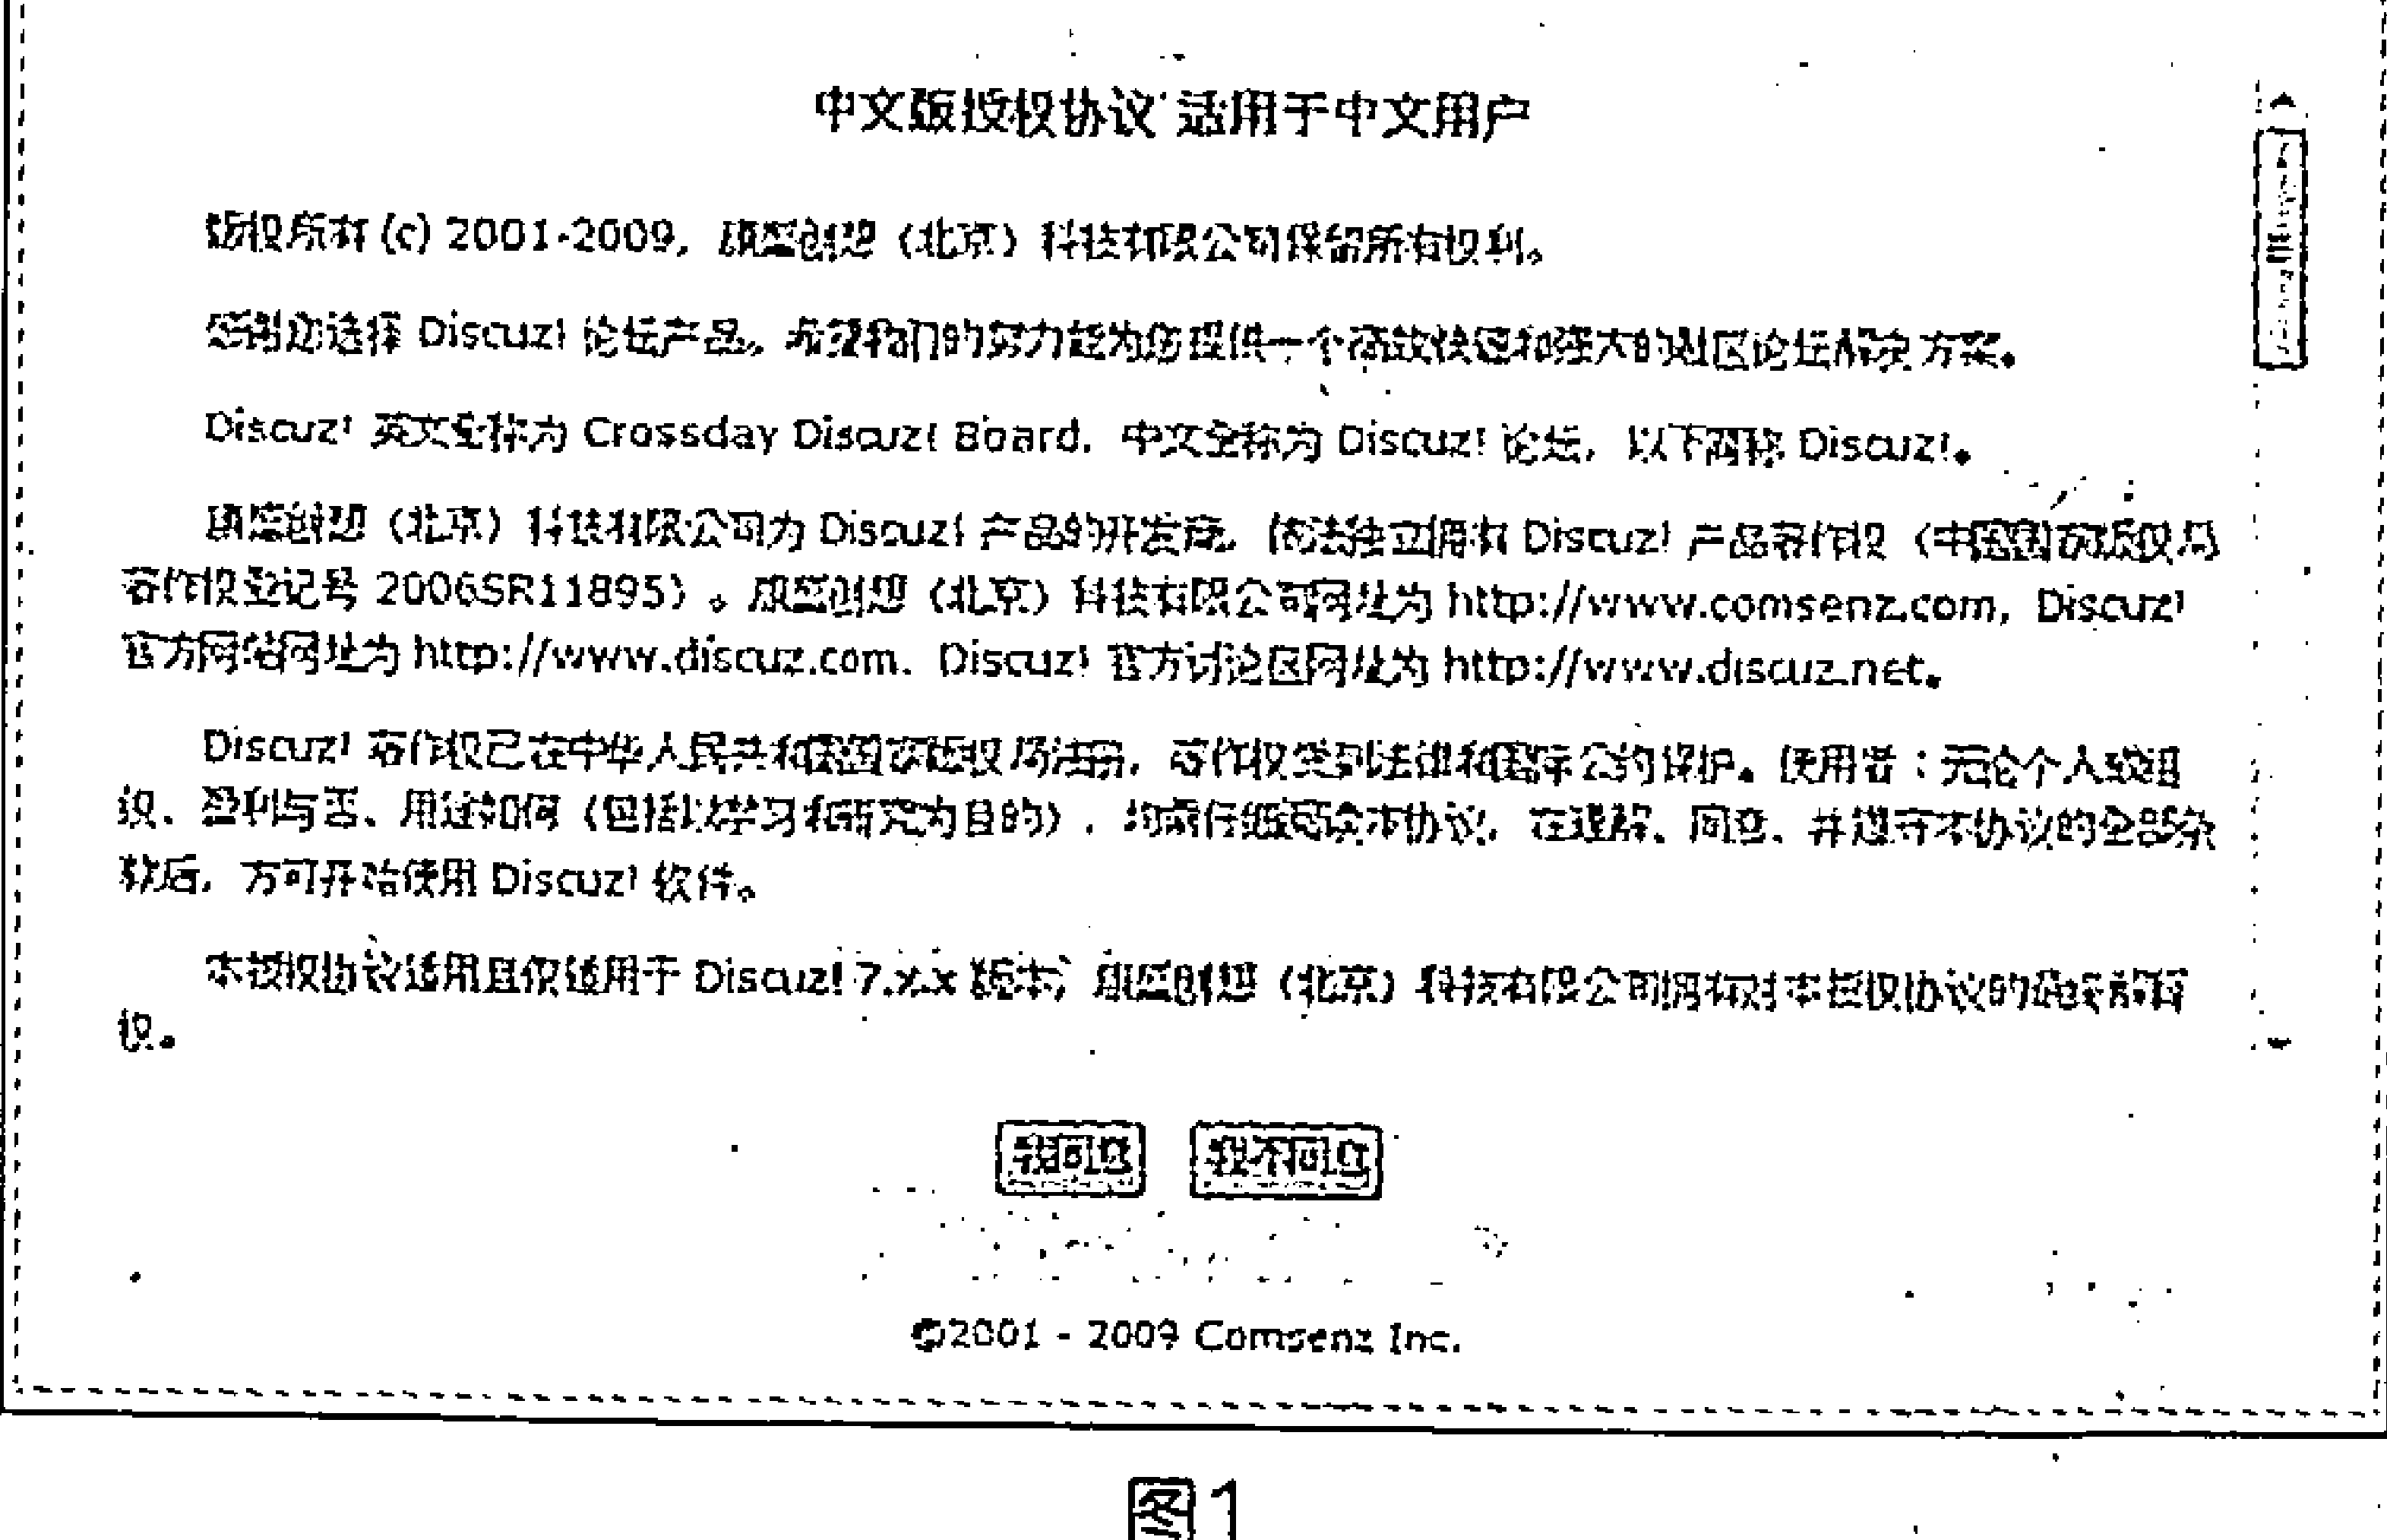 中文版授权协议 适用于中文用户
版权所有 (c) 2001-2009, 康盛创想（北京）科技有限公司保留所有权利。
感谢您选择 Discuz! 论坛产品。希望我们的努力能为您提供一个高效快速和强大的社区论坛解决方案。
Discuz! 英文全称为 Crossday Discuz! Board, 中文全称为 Discuz! 论坛, 以下简称 Discuz!。
康盛创想（北京）科技有限公司为 Discuz! 产品的开发商, 依法独立拥有 Discuz! 产品著作权（中国国家版权局
著作权登记号 2006SR11895）。康盛创想（北京）科技有限公司网址为 http://www.comsenz.com, Discuz!
官方网站网址为 http://www.discuz.com, Discuz! 官方讨论区网址为 http://www.discuz.net。
Discuz! 著作权已在中华人民共和国国家版权局注册, 著作权受到法律和国际公约保护。使用者：无论个人或组
织、盈利与否、用途如何（包括以学习和研究为目的）, 均需仔细阅读本协议, 在理解、同意、并遵守本协议的全部条
款后, 方可开始使用 Discuz! 软件。
本授权协议适用且仅适用于 Discuz! 7.x.x 版本, 康盛创想（北京）科技有限公司拥有对本授权协议的最终解释
权。
我同意 我不同意
©2001 - 2009 Comsenz Inc.
图1